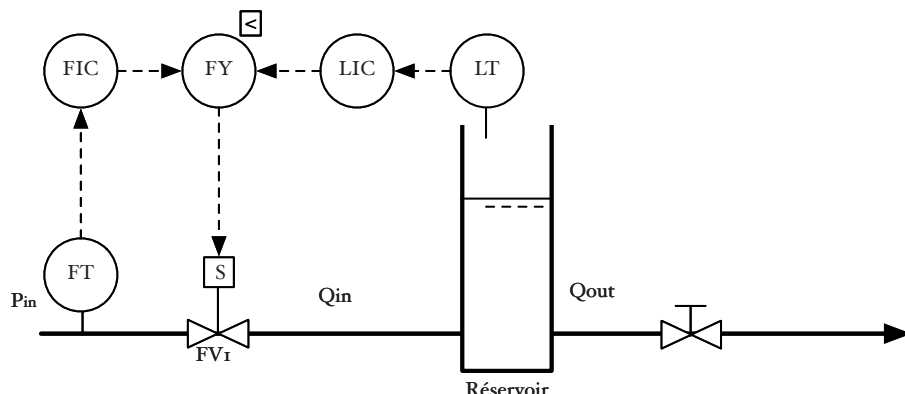 <
FIC
FY
LIC
LT
FT
S
Pin
Qin
Qout
FV1
Réservoir